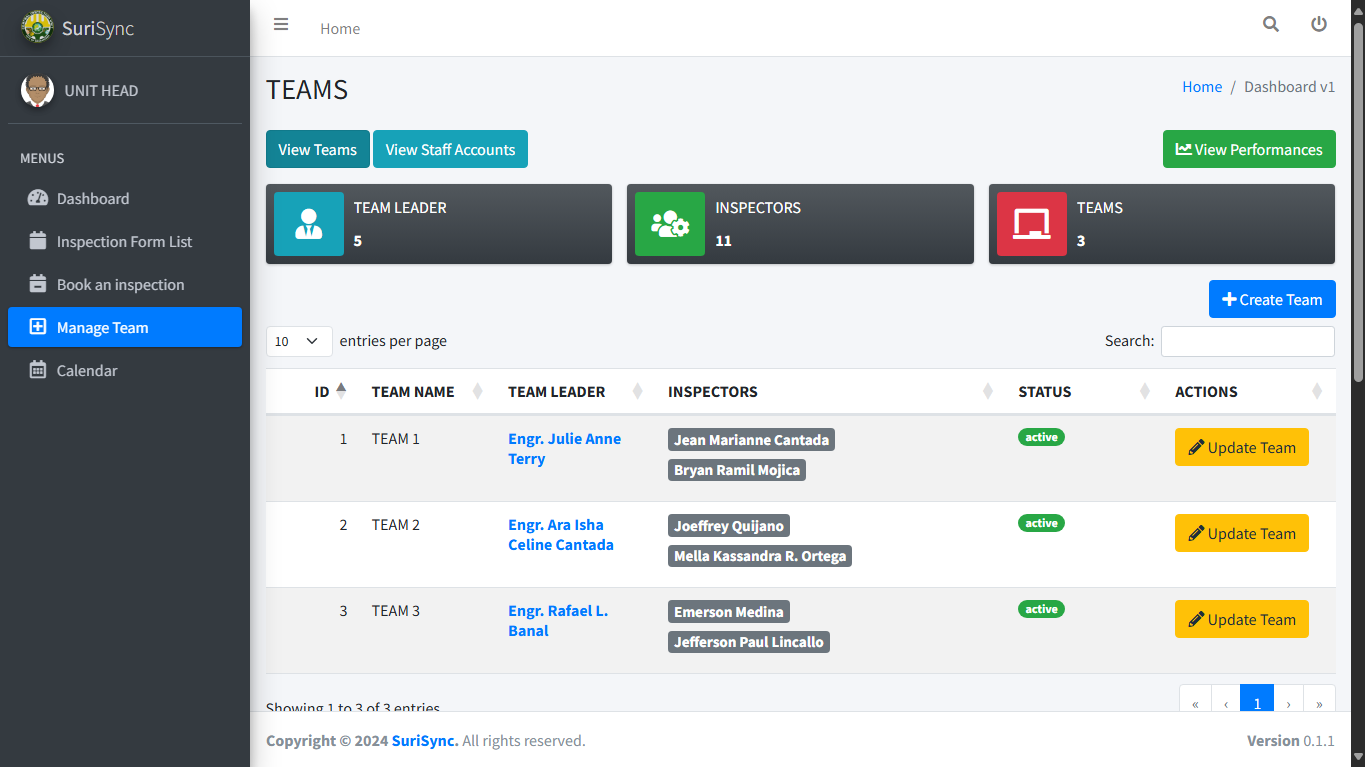 SuriSync
Home
UNIT HEAD
TEAMS
Home / Dashboard v1
View Teams
View Staff Accounts
View Performances
MENUS
Dashboard
Inspection Form List
Book an inspection
Manage Team
Calendar
TEAM LEADER
5
INSPECTORS
11
TEAMS
3
Create Team
10 entries per page
Search:
ID TEAM NAME TEAM LEADER INSPECTORS STATUS ACTIONS
1 TEAM 1 Engr. Julie Anne Terry
Jean Marianne Cantada
Bryan Ramil Mojica
active
Update Team
2 TEAM 2 Engr. Ara Isha Celine Cantada
Joeffrey Quijano
Mella Kassandra R. Ortega
active
Update Team
3 TEAM 3 Engr. Rafael L. Banal
Emerson Medina
Jefferson Paul Lincallo
active
Update Team
Showing 1 to 3 of 3 entries
« ‹ 1 › »
Copyright © 2024 SuriSync. All rights reserved.
Version 0.1.1